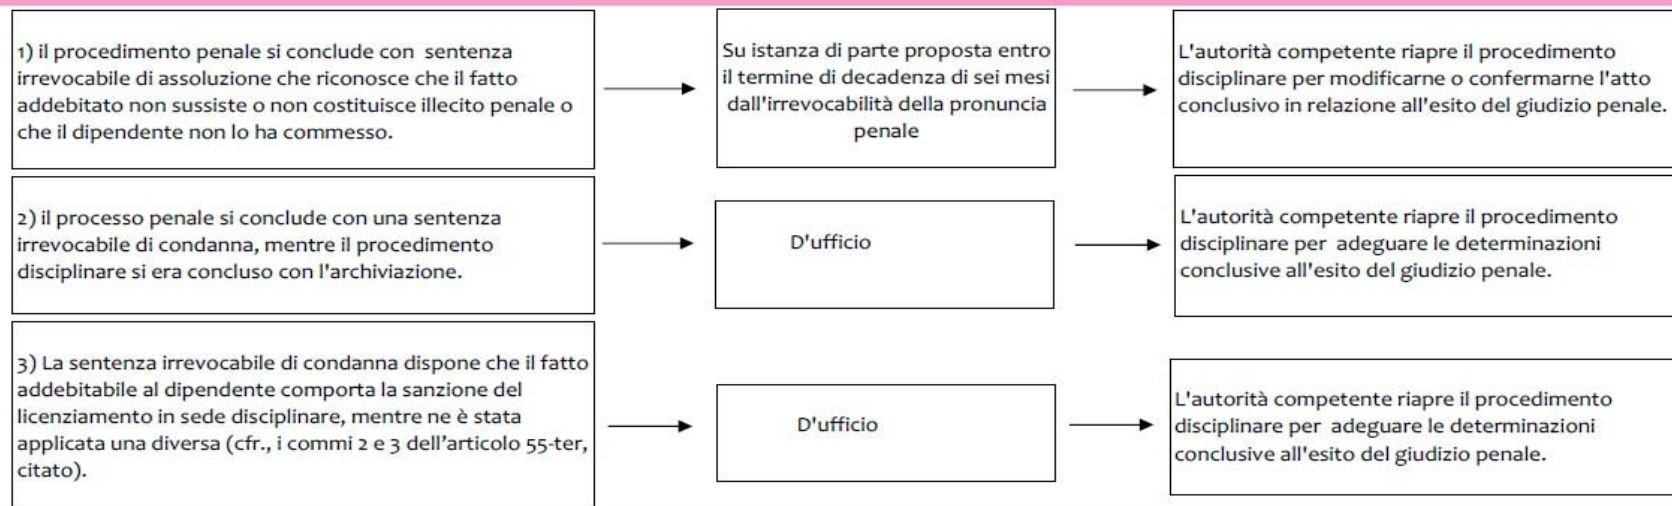 1) il procedimento penale si conclude con sentenza
irrevocabile di assoluzione che riconosce che il fatto
addebitato non sussiste o non costituisce illecito penale o
che il dipendente non lo ha commesso.
Su istanza di parte proposta entro
il termine di decadenza di sei mesi
dall'irrevocabilità della pronuncia
penale
L'autorità competente riapre il procedimento
disciplinare per modificarne o confermarne l'atto
conclusivo in relazione all'esito del giudizio penale.
2) il processo penale si conclude con una sentenza
irrevocabile di condanna, mentre il procedimento
disciplinare si era concluso con l'archiviazione.
D'ufficio
L'autorità competente riapre il procedimento
disciplinare per adeguare le determinazioni
conclusive all'esito del giudizio penale.
3) La sentenza irrevocabile di condanna dispone che il fatto
addebitabile al dipendente comporta la sanzione del
licenziamento in sede disciplinare, mentre ne è stata
applicata una diversa (cfr., i commi 2 e 3 dell'articolo 55-ter,
citato).
D'ufficio
L'autorità competente riapre il procedimento
disciplinare per adeguare le determinazioni
conclusive all'esito del giudizio penale.